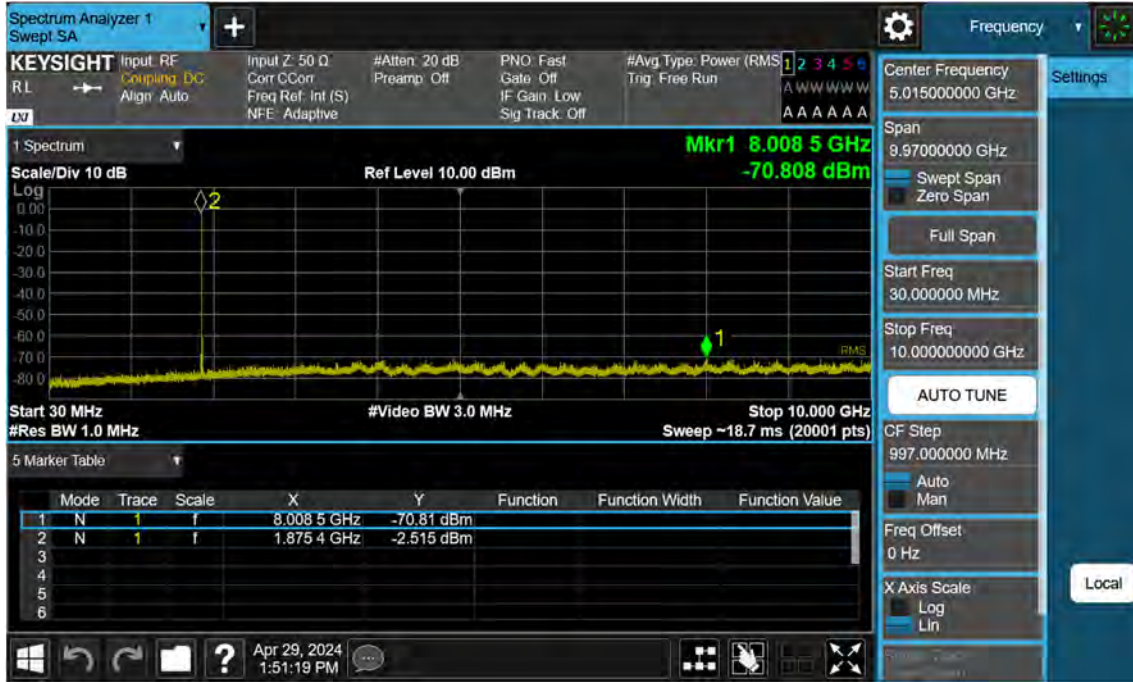 Spectrum Analyzer 1
Swept SA
+
Frequency
KEYSIGHT
RL
LXI
Input: RF
Coupling: DC
Align: Auto
Input Z: 50 Ω
Corr CCorr
Freq Ref: Int (S)
NFE: Adaptive
#Atten: 20 dB
Preamp: Off
PNO: Fast
Gate: Off
IF Gain: Low
Sig Track: Off
#Avg Type: Power (RMS
Trig: Free Run
1 2 3 4 5 6
A W W W W W
A A A A A A
1 Spectrum
Scale/Div 10 dB
Ref Level 10.00 dBm
Mkr1 8.008 5 GHz
-70.808 dBm
Log
0.00
-10.0
-20.0
-30.0
-40.0
-50.0
-60.0
-70.0
-80.0
2
1
RMS
Start 30 MHz
#Video BW 3.0 MHz
Stop 10.000 GHz
#Res BW 1.0 MHz
Sweep ~18.7 ms (20001 pts)
5 Marker Table
Mode Trace Scale X Y Function Function Width Function Value
1 N 1 f 8.008 5 GHz -70.81 dBm
2 N 1 f 1.875 4 GHz -2.515 dBm
3
4
5
6
Center Frequency
5.015000000 GHz
Span
9.97000000 GHz
Swept Span
Zero Span
Full Span
Start Freq
30.000000 MHz
Stop Freq
10.000000000 GHz
AUTO TUNE
CF Step
997.000000 MHz
Auto
Man
Freq Offset
0 Hz
X Axis Scale
Log
Lin
Settings
Local
?
Apr 29, 2024
1:51:19 PM